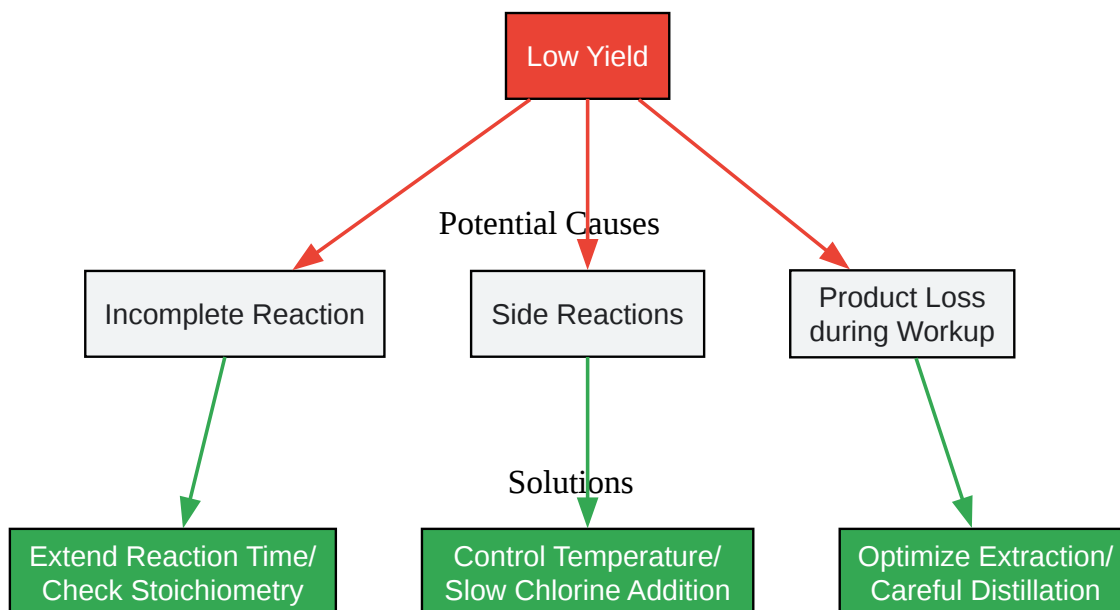 Low Yield
Potential Causes
Incomplete Reaction
Side Reactions
Product Loss
during Workup
Solutions
Extend Reaction Time/
Check Stoichiometry
Control Temperature/
Slow Chlorine Addition
Optimize Extraction/
Careful Distillation